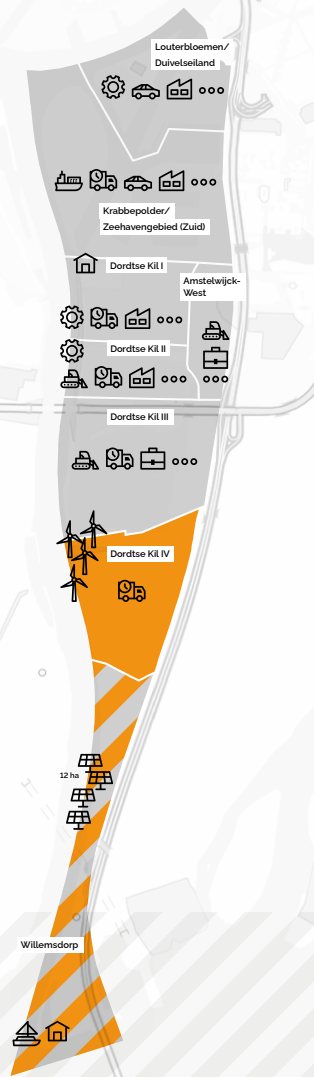 Louterbloemen/
Duivelseiland
Krabbepolder/
Zeehavengebied (Zuid)
Dordtse Kil I
Amstelwijck-
West
Dordtse Kil II
Dordtse Kil III
Dordtse Kil IV
12 ha
Willemsdorp